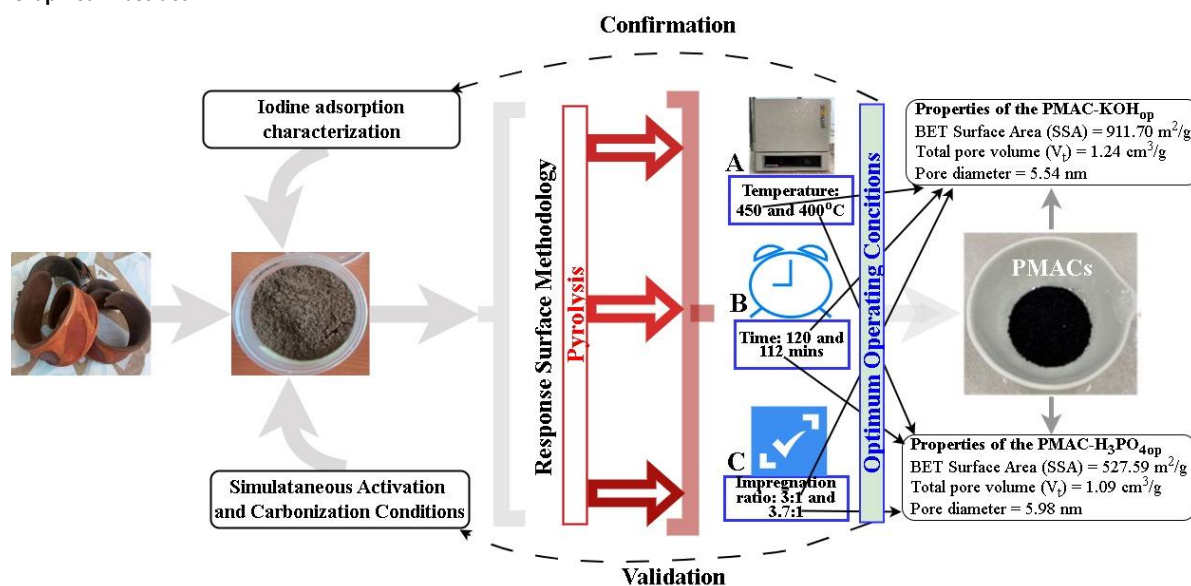 Confirmation
Iodine adsorption
characterization
Response Surface Methodology
Pyrolysis
A
Temperature:
450 and 400°C
B
Time: 120 and
112 mins
C
Impregnation
ratio: 3:1 and
3.7:1
Optimum Operating Concitions
Properties of the PMAC-KOHop
BET Surface Area (SSA) = 911.70 m²/g
Total pore volume (Vt) = 1.24 cm³/g
Pore diameter = 5.54 nm
PMACs
Properties of the PMAC-H3PO4op
BET Surface Area (SSA) = 527.59 m²/g
Total pore volume (Vt) = 1.09 cm³/g
Pore diameter = 5.98 nm
Simulataneous Activation
and Carbonization Conditions
Validation